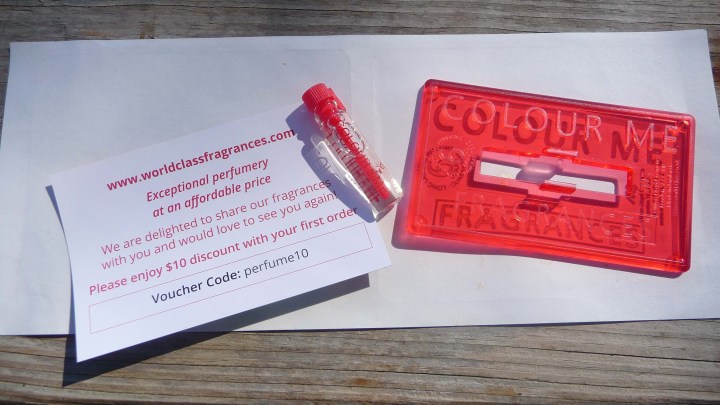 www.worldclassfragrances.com
Exceptional perfumery
at an affordable price
We are delighted to share our fragrances
with you and would love to see you again!
Please enjoy $10 discount with your first order
Voucher Code: perfume10
COLOUR ME
FRAGRANCES